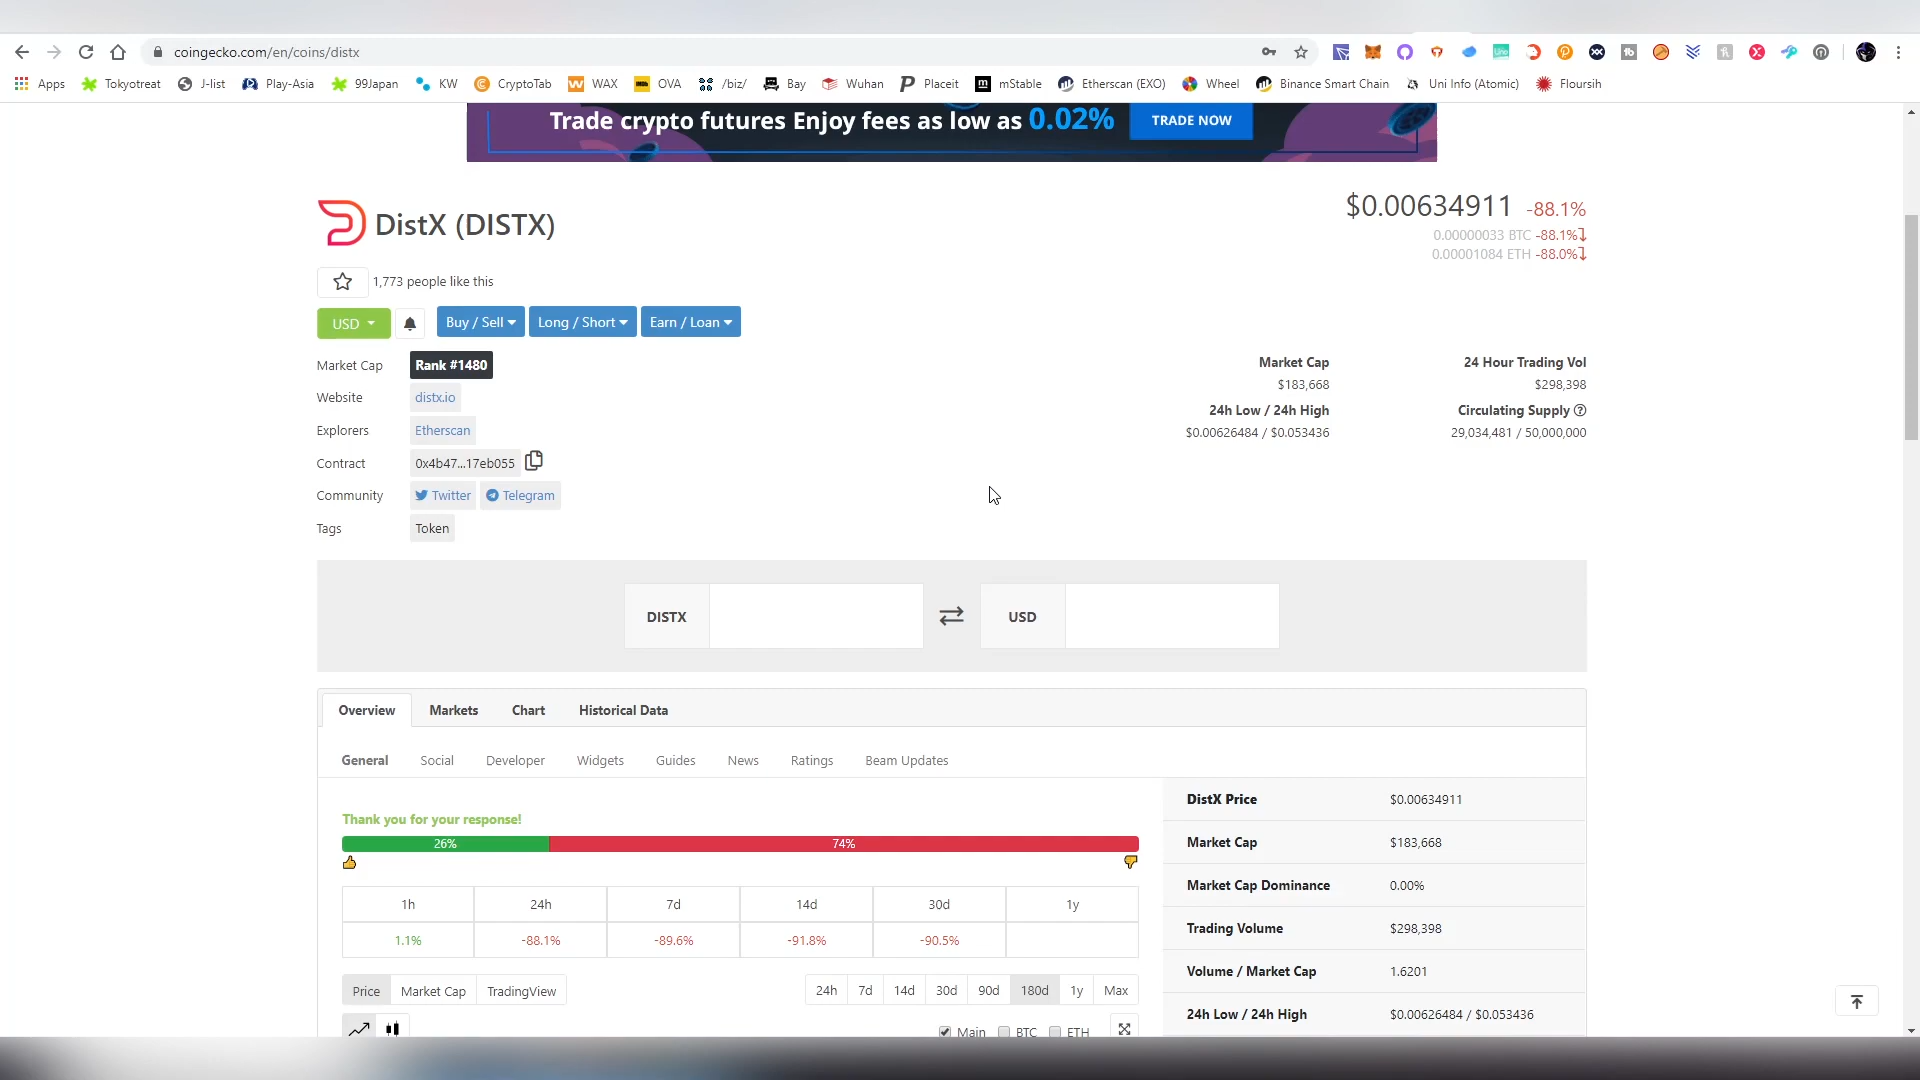 coingecko.com/en/coins/distx
Apps Tokyotreat J-list Play-Asia 99Japan KW CryptoTab WAX OVA /biz/ Bay Wuhan Placeit mStable Etherscan (EXO) Wheel Binance Smart Chain Uni Info (Atomic) Floursih
Trade crypto futures Enjoy fees as low as 0.02% TRADE NOW
DistX (DISTX)
$0.00634911 -88.1%
0.00000033 BTC -88.1%
0.00001084 ETH -88.0%
1,773 people like this
USD Buy / Sell Long / Short Earn / Loan
Market Cap Rank #1480
Website distx.io
Explorers Etherscan
Contract 0x4b47...17eb055
Community Twitter Telegram
Tags Token
Market Cap 24 Hour Trading Vol
$183,668 $298,398
24h Low / 24h High Circulating Supply
$0.00626484 / $0.053436 29,034,481 / 50,000,000
DISTX USD
Overview Markets Chart Historical Data
General Social Developer Widgets Guides News Ratings Beam Updates
Thank you for your response!
26% 74%
1h 24h 7d 14d 30d 1y
1.1% -88.1% -89.6% -91.8% -90.5%
Price Market Cap TradingView 24h 7d 14d 30d 90d 180d 1y Max
Main BTC ETH
DistX Price $0.00634911
Market Cap $183,668
Market Cap Dominance 0.00%
Trading Volume $298,398
Volume / Market Cap 1.6201
24h Low / 24h High $0.00626484 / $0.053436